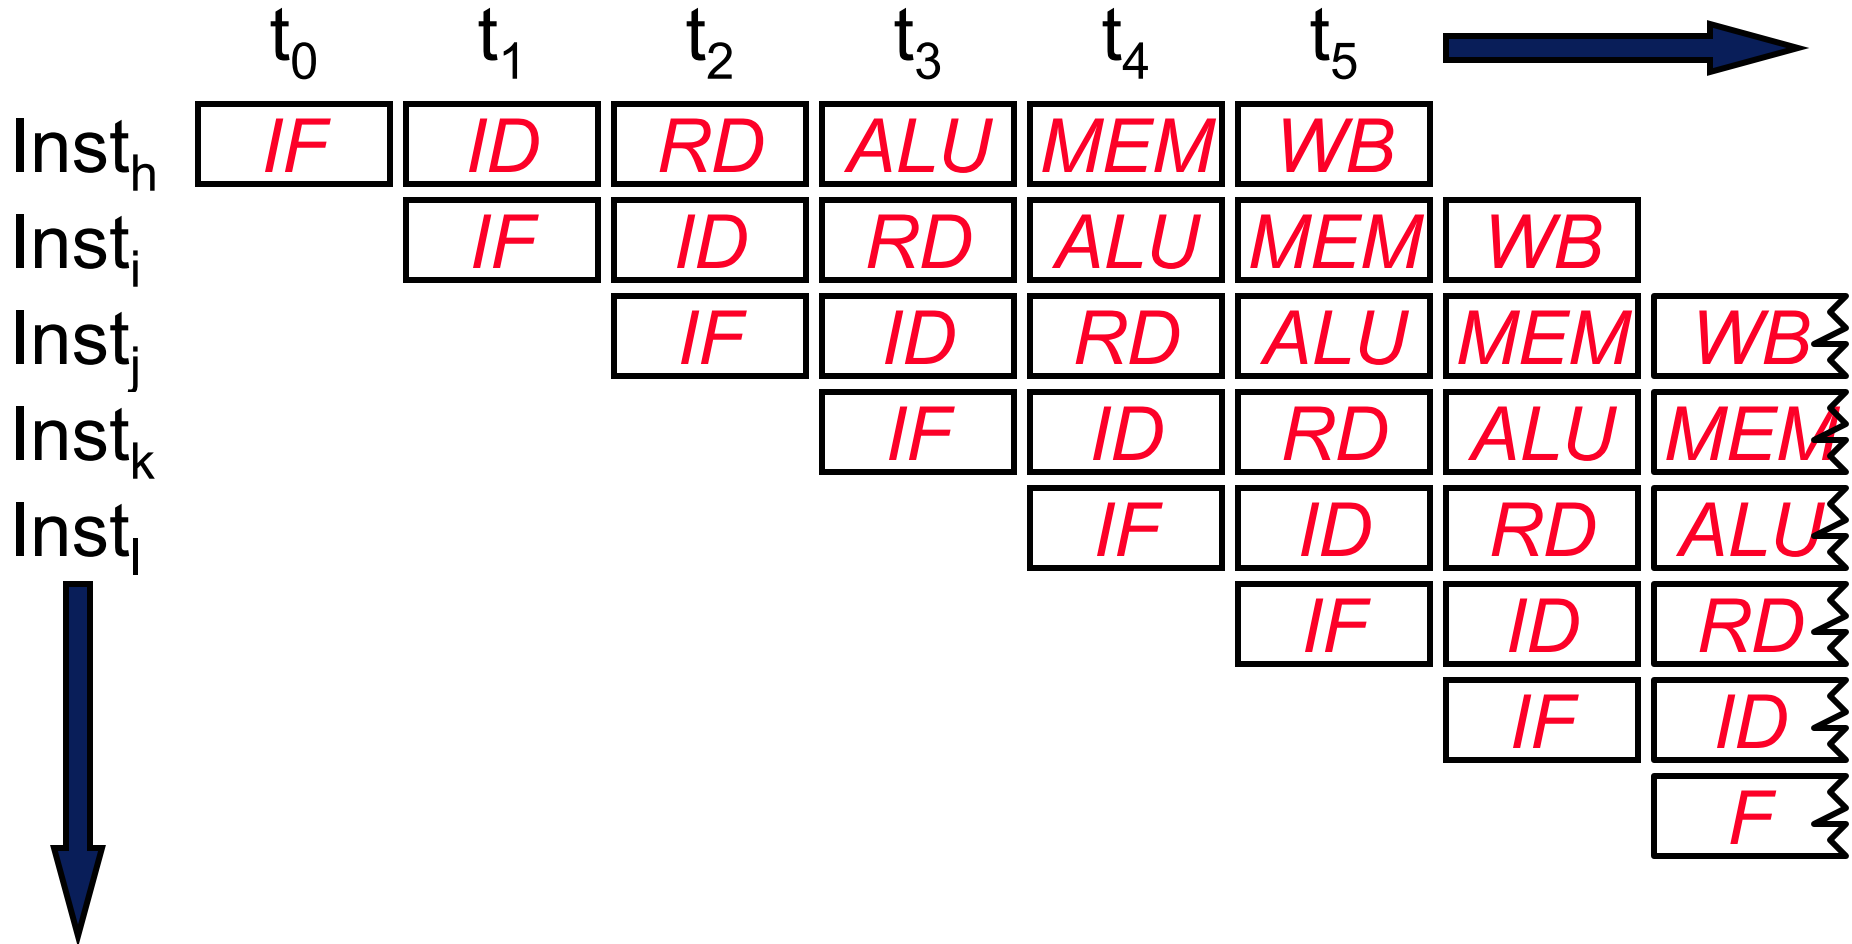 t0 t1 t2 t3 t4 t5
Insth IF ID RD ALU MEM WB
Insti IF ID RD ALU MEM WB
Instj IF ID RD ALU MEM WB
Instk IF ID RD ALU MEM
Instl IF ID RD ALU
IF ID RD
IF ID
F